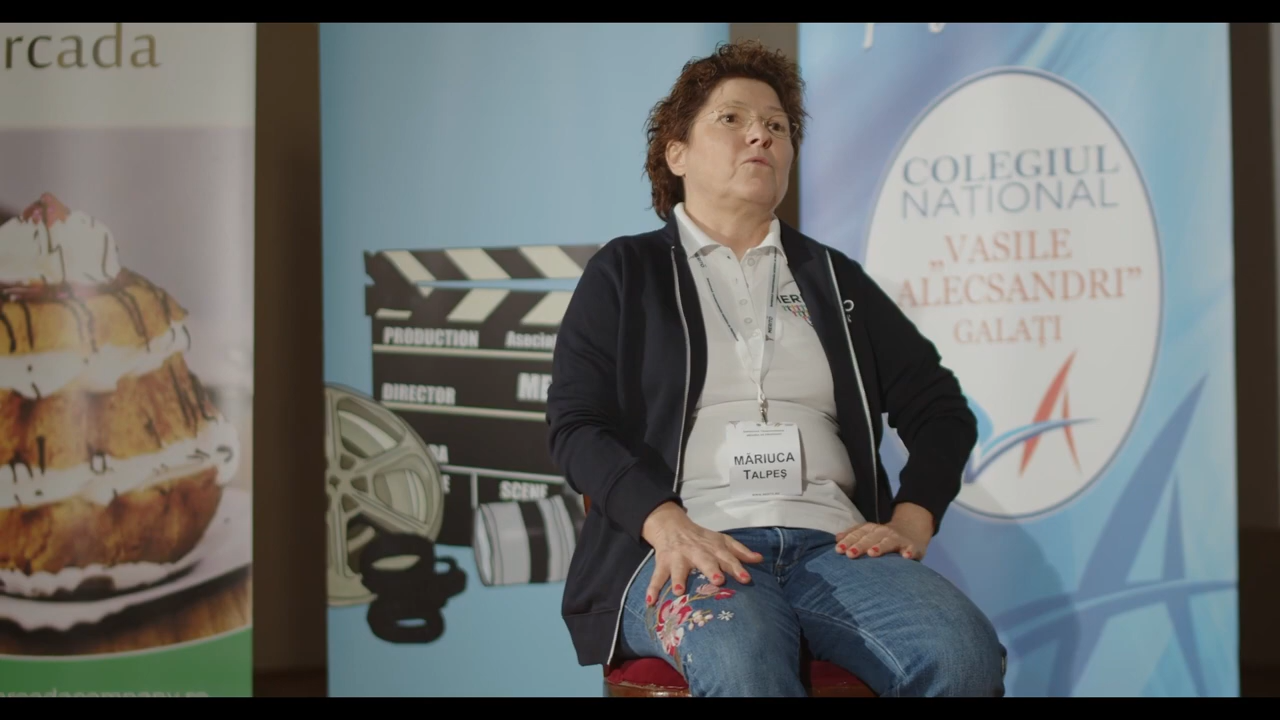 rcada
COLEGIUL
NAȚIONAL
„VASILE
ALECSANDRI”
GALAȚI
PRODUCTION
DIRECTOR
SCENE
MĂRIUCA
TALPEȘ